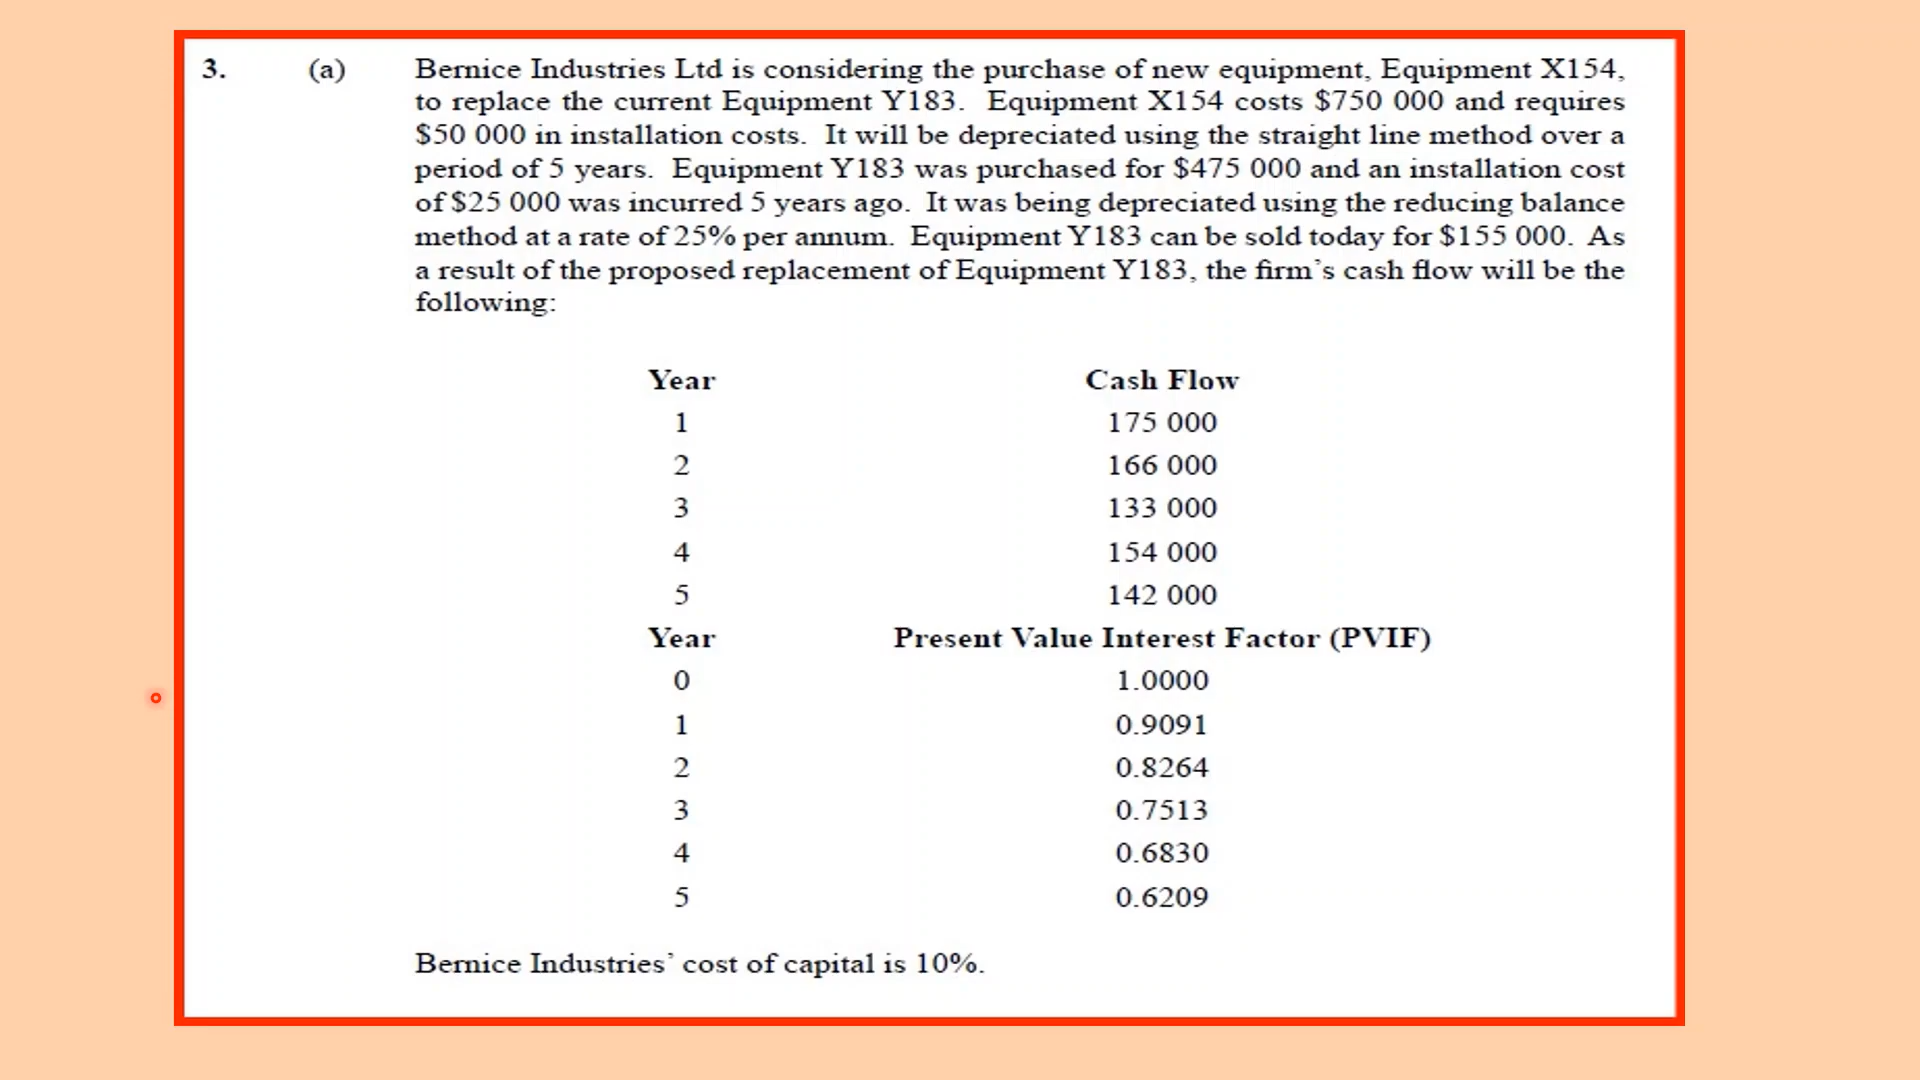 3. (a) Bernice Industries Ltd is considering the purchase of new equipment, Equipment X154,
to replace the current Equipment Y183. Equipment X154 costs $750 000 and requires
$50 000 in installation costs. It will be depreciated using the straight line method over a
period of 5 years. Equipment Y183 was purchased for $475 000 and an installation cost
of $25 000 was incurred 5 years ago. It was being depreciated using the reducing balance
method at a rate of 25% per annum. Equipment Y183 can be sold today for $155 000. As
a result of the proposed replacement of Equipment Y183, the firm's cash flow will be the
following:
Year Cash Flow
1 175 000
2 166 000
3 133 000
4 154 000
5 142 000
Year Present Value Interest Factor (PVIF)
0 1.0000
1 0.9091
2 0.8264
3 0.7513
4 0.6830
5 0.6209
Bernice Industries' cost of capital is 10%.